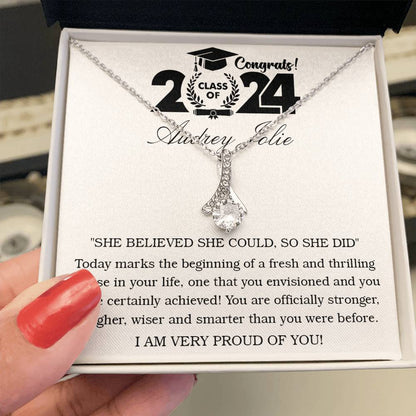 Congrats!
CLASS OF
2024
Audrey Jolie
"SHE BELIEVED SHE COULD, SO SHE DID"
Today marks the beginning of a fresh and thrilling
in your life, one that you envisioned and you
certainly achieved! You are officially stronger,
wiser and smarter than you were before.
I AM VERY PROUD OF YOU!